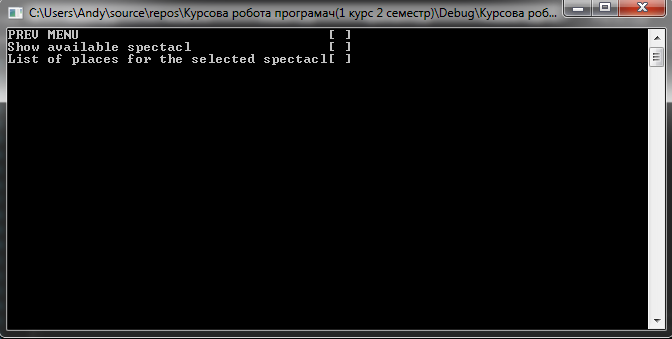 C:\Users\Andy\source\repos\Курсова робота програмач(1 курс 2 семестр)\Debug\Курсова роб...
PREV MENU [ ]
Show available spectacl [ ]
List of places for the selected spectacl[ ]